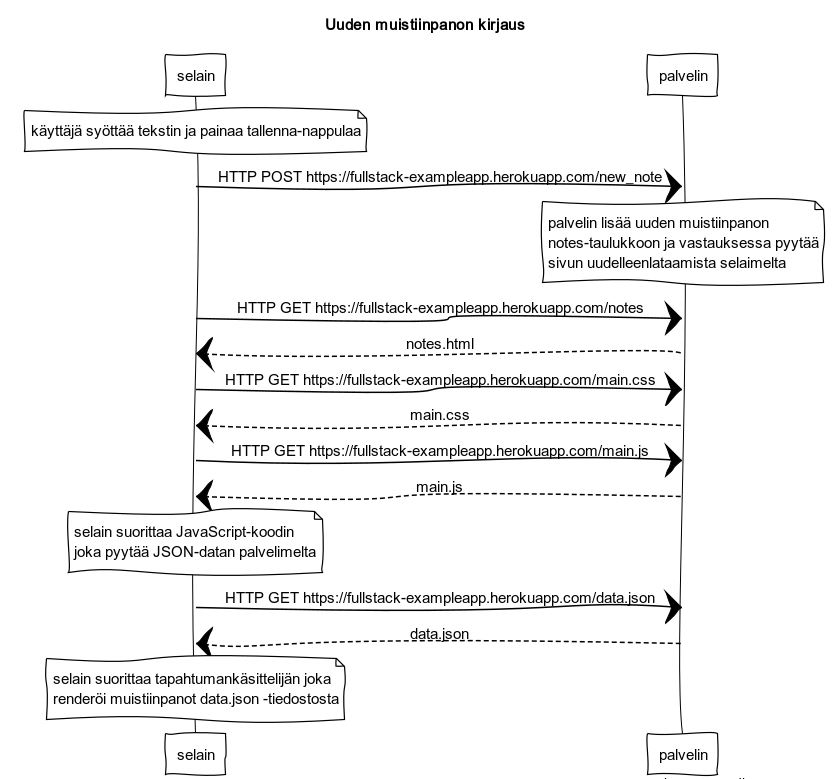 Uuden muistiinpanon kirjaus
selain
palvelin
käyttäjä syöttää tekstin ja painaa tallenna-nappulaa
HTTP POST https://fullstack-exampleapp.herokuapp.com/new_note
palvelin lisää uuden muistiinpanon
notes-taulukkoon ja vastauksessa pyytää
sivun uudelleenlataamista selaimelta
HTTP GET https://fullstack-exampleapp.herokuapp.com/notes
notes.html
HTTP GET https://fullstack-exampleapp.herokuapp.com/main.css
main.css
HTTP GET https://fullstack-exampleapp.herokuapp.com/main.js
main.js
selain suorittaa JavaScript-koodin
joka pyytää JSON-datan palvelimelta
HTTP GET https://fullstack-exampleapp.herokuapp.com/data.json
data.json
selain suorittaa tapahtumankäsittelijän joka
renderöi muistiinpanot data.json -tiedostosta
selain
palvelin